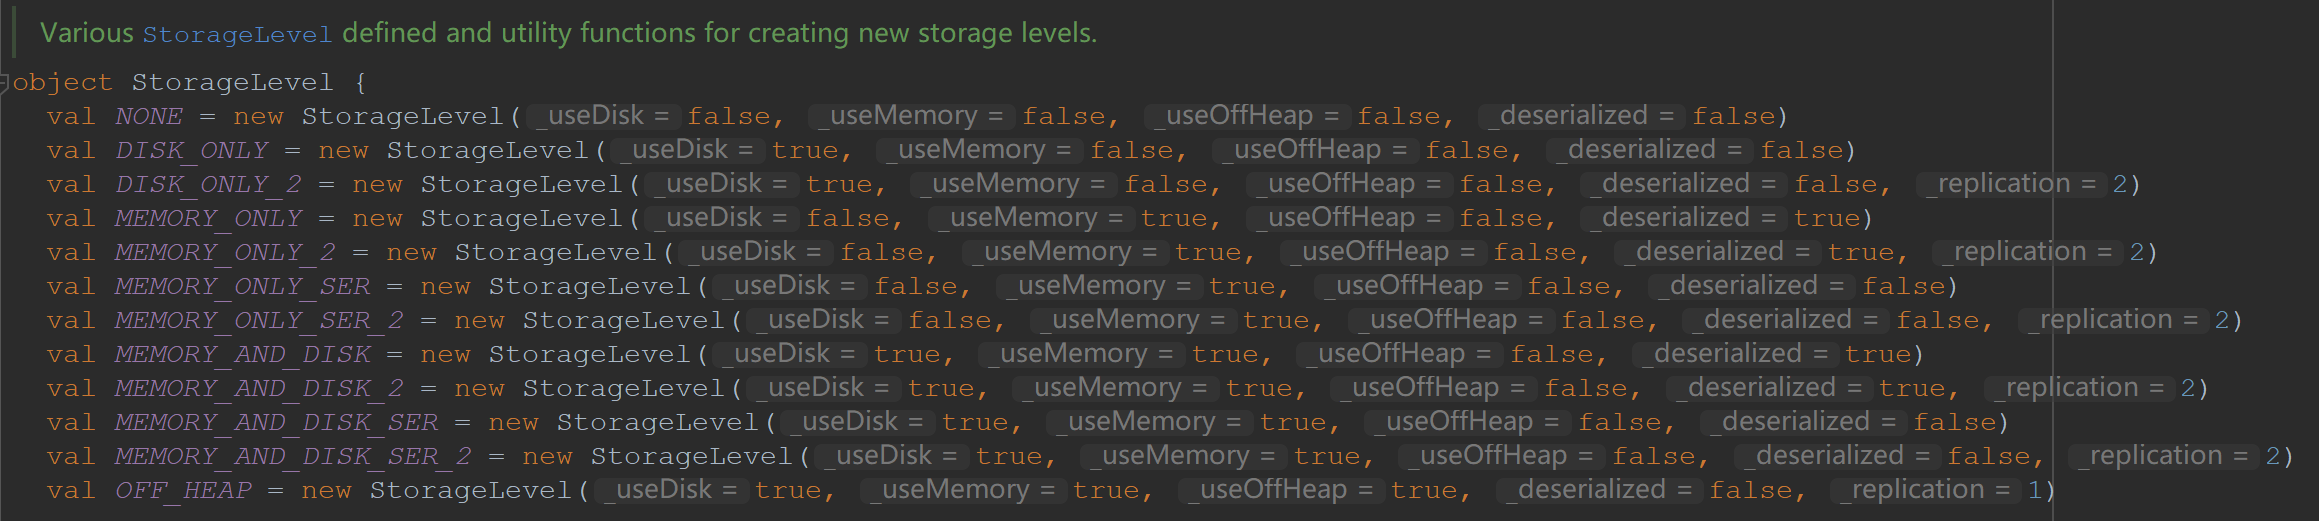 Various StorageLevel defined and utility functions for creating new storage levels.
object StorageLevel {
val NONE = new StorageLevel( _useDisk = false, _useMemory = false, _useOffHeap = false, _deserialized = false)
val DISK_ONLY = new StorageLevel( _useDisk = true, _useMemory = false, _useOffHeap = false, _deserialized = false)
val DISK_ONLY_2 = new StorageLevel( _useDisk = true, _useMemory = false, _useOffHeap = false, _deserialized = false, _replication = 2)
val MEMORY_ONLY = new StorageLevel( _useDisk = false, _useMemory = true, _useOffHeap = false, _deserialized = true)
val MEMORY_ONLY_2 = new StorageLevel( _useDisk = false, _useMemory = true, _useOffHeap = false, _deserialized = true, _replication = 2)
val MEMORY_ONLY_SER = new StorageLevel( _useDisk = false, _useMemory = true, _useOffHeap = false, _deserialized = false)
val MEMORY_ONLY_SER_2 = new StorageLevel( _useDisk = false, _useMemory = true, _useOffHeap = false, _deserialized = false, _replication = 2)
val MEMORY_AND_DISK = new StorageLevel( _useDisk = true, _useMemory = true, _useOffHeap = false, _deserialized = true)
val MEMORY_AND_DISK_2 = new StorageLevel( _useDisk = true, _useMemory = true, _useOffHeap = false, _deserialized = true, _replication = 2)
val MEMORY_AND_DISK_SER = new StorageLevel( _useDisk = true, _useMemory = true, _useOffHeap = false, _deserialized = false)
val MEMORY_AND_DISK_SER_2 = new StorageLevel( _useDisk = true, _useMemory = true, _useOffHeap = false, _deserialized = false, _replication = 2)
val OFF_HEAP = new StorageLevel( _useDisk = true, _useMemory = true, _useOffHeap = true, _deserialized = false, _replication = 1)